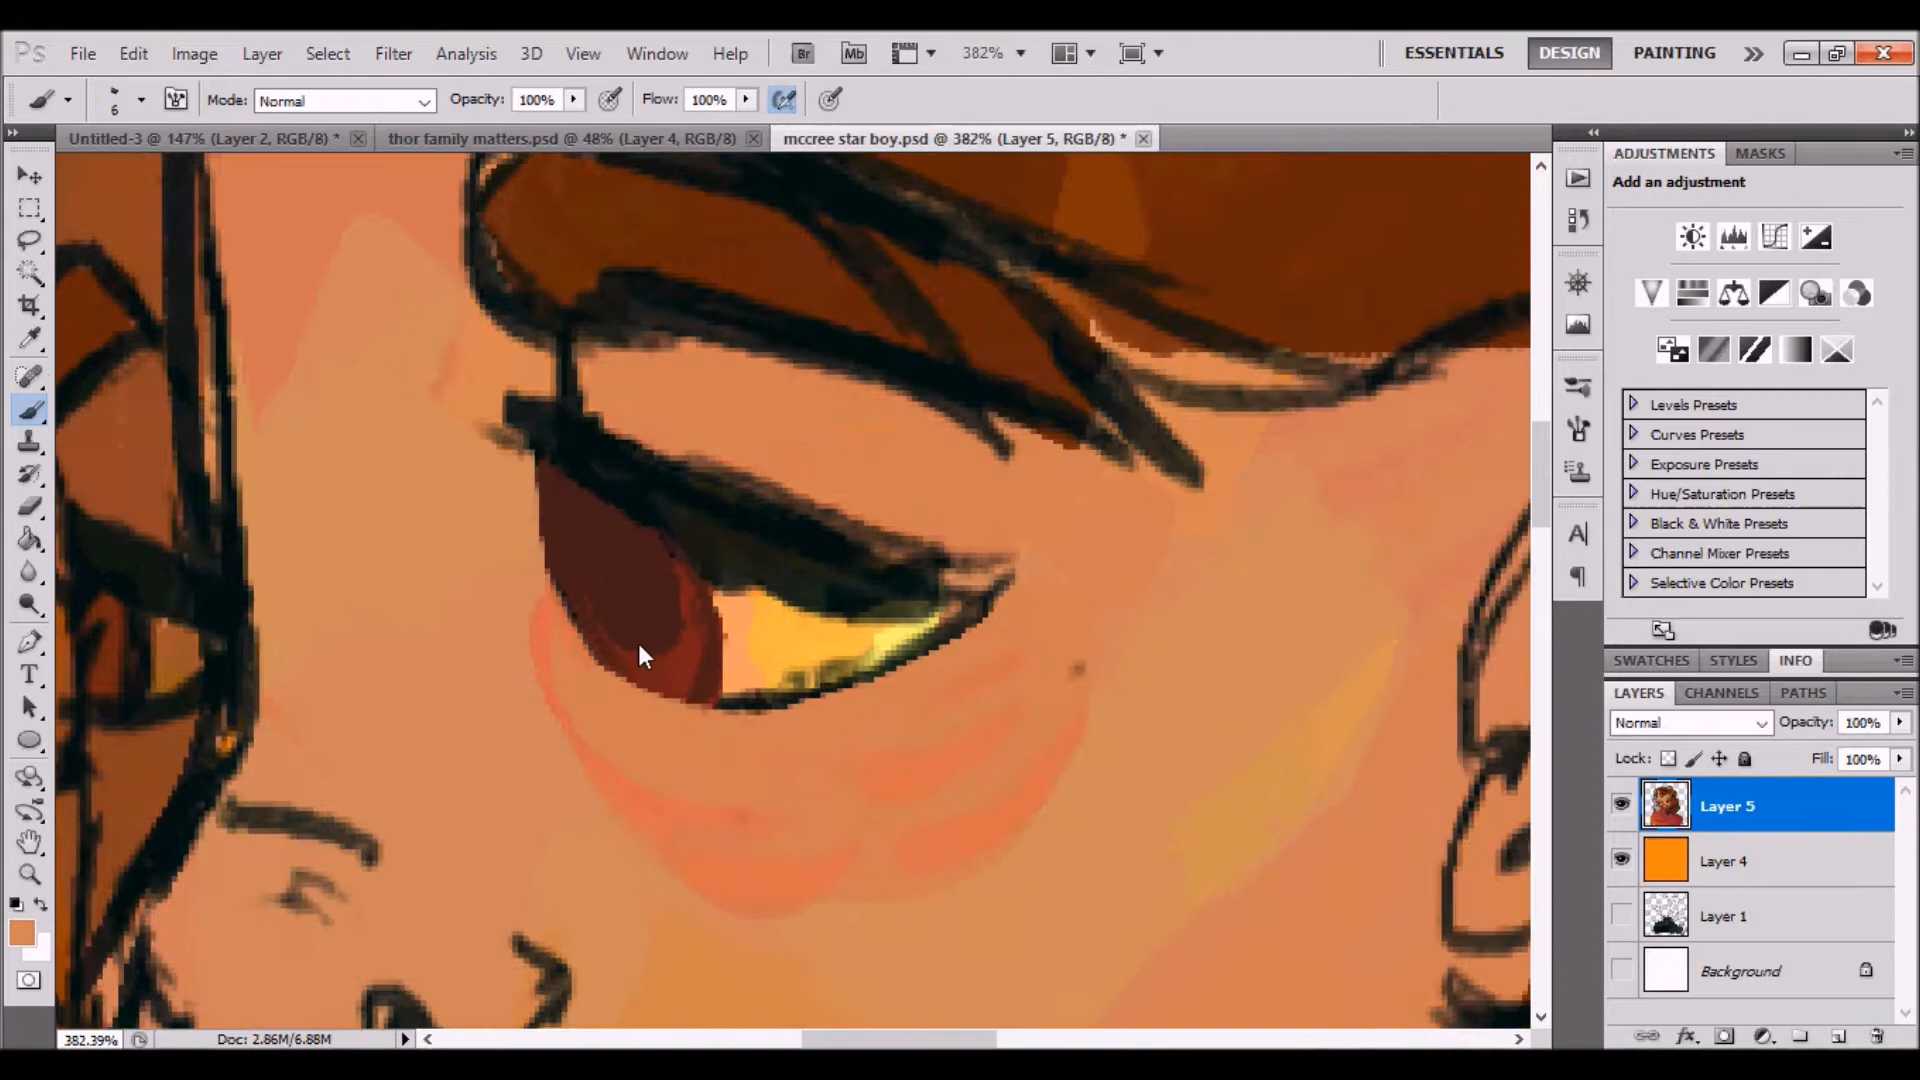 Ps File Edit Image Layer Select Filter Analysis 3D View Window Help Br Mb 382% ESSENTIALS DESIGN PAINTING
6 Mode: Normal Opacity: 100% Flow: 100%
Untitled-3 @ 147% (Layer 2, RGB/8) * thor family matters.psd @ 48% (Layer 4, RGB/8) mccree star boy.psd @ 382% (Layer 5, RGB/8) *
ADJUSTMENTS MASKS
Add an adjustment
Levels Presets
Curves Presets
Exposure Presets
Hue/Saturation Presets
Black & White Presets
Channel Mixer Presets
Selective Color Presets
SWATCHES STYLES INFO
LAYERS CHANNELS PATHS
Normal Opacity: 100%
Lock: Fill: 100%
Layer 5
Layer 4
Layer 1
Background
382.39% Doc: 2.86M/6.88M